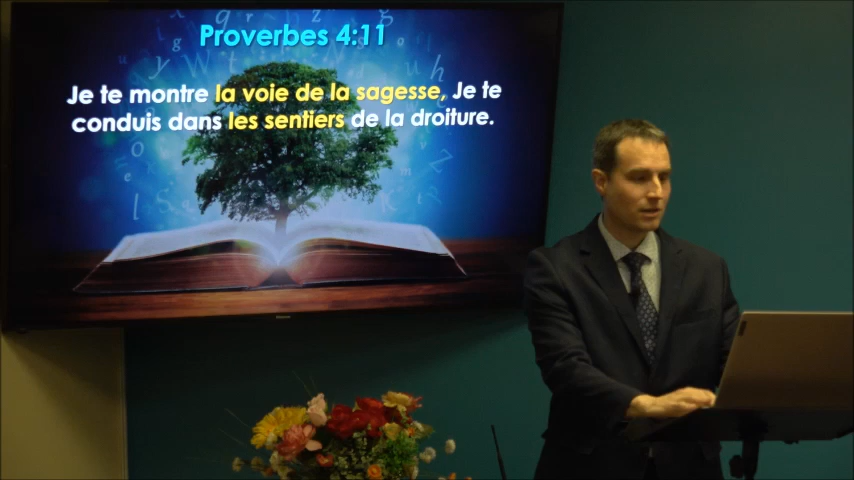 Proverbes 4:11
Je te montre la voie de la sagesse, Je te
conduis dans les sentiers de la droiture.